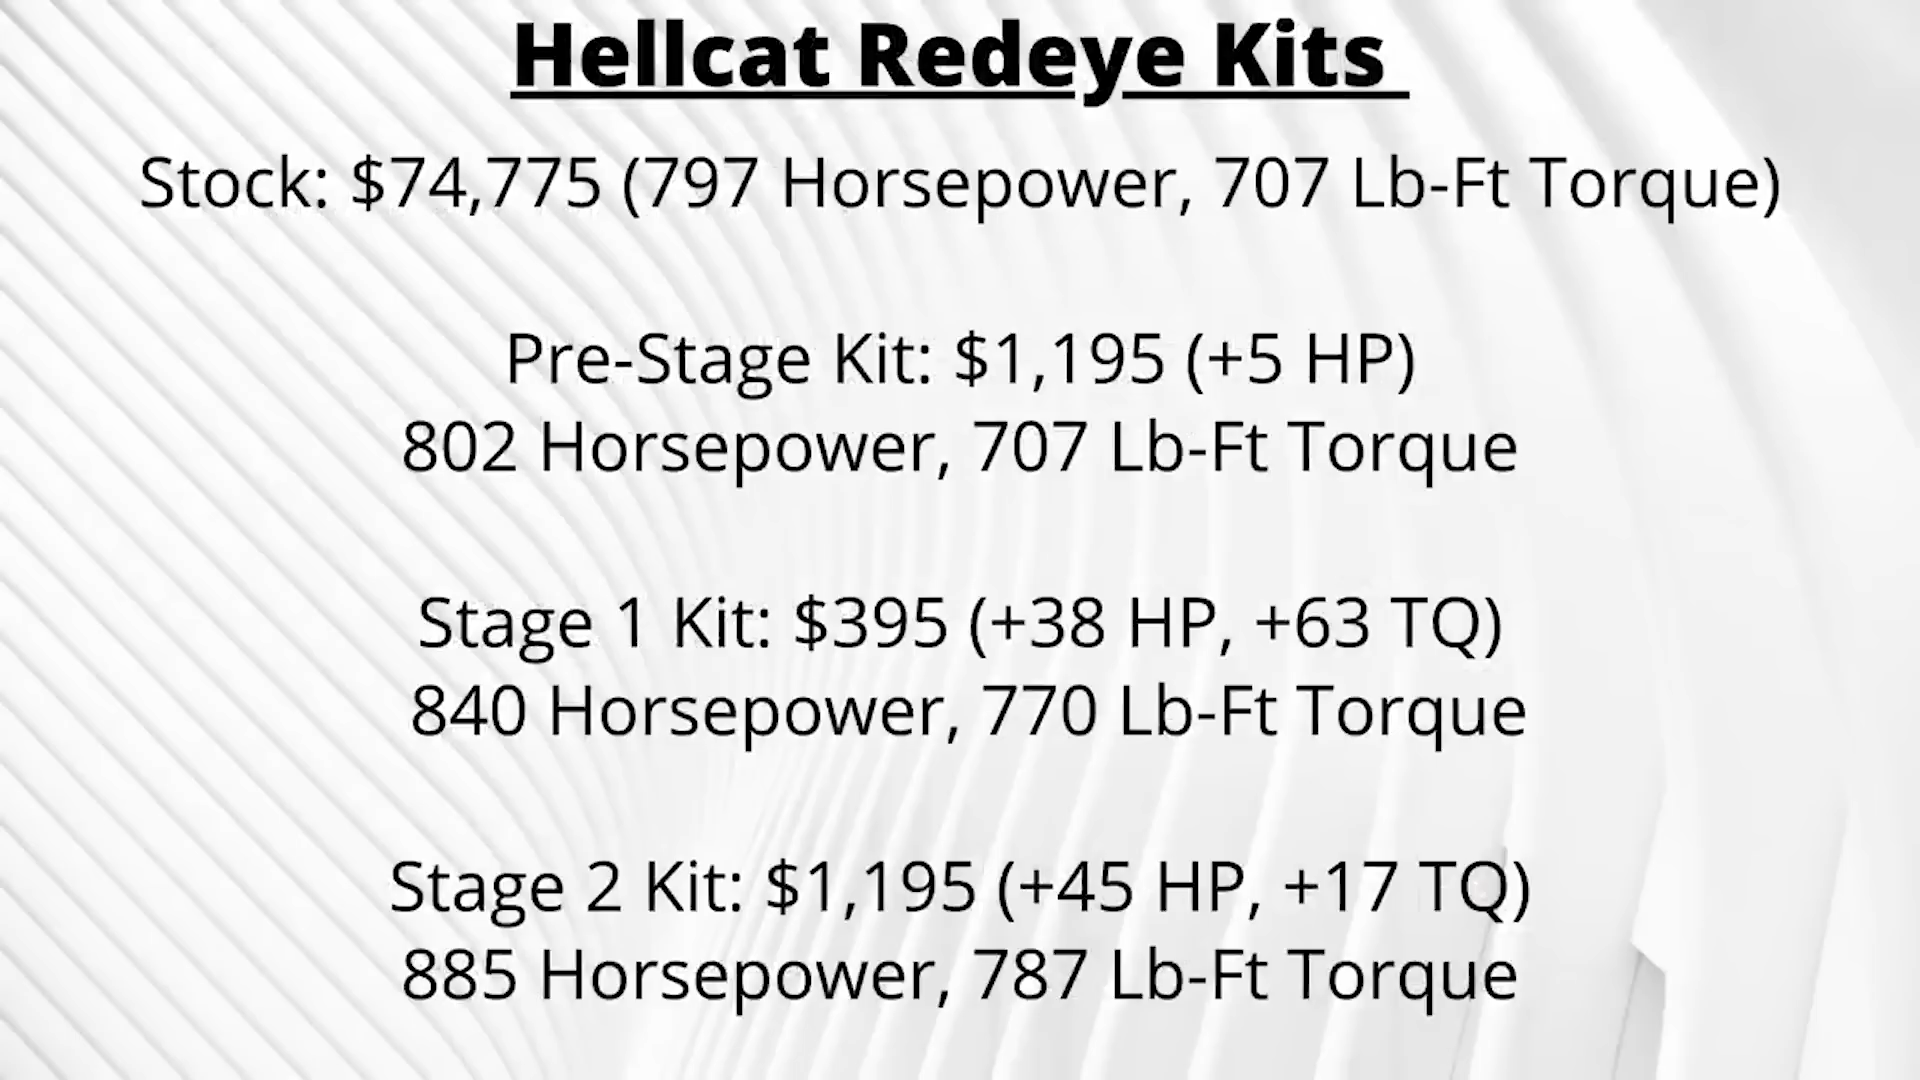 Hellcat Redeye Kits
Stock: $74,775 (797 Horsepower, 707 Lb-Ft Torque)
Pre-Stage Kit: $1,195 (+5 HP)
802 Horsepower, 707 Lb-Ft Torque
Stage 1 Kit: $395 (+38 HP, +63 TQ)
840 Horsepower, 770 Lb-Ft Torque
Stage 2 Kit: $1,195 (+45 HP, +17 TQ)
885 Horsepower, 787 Lb-Ft Torque